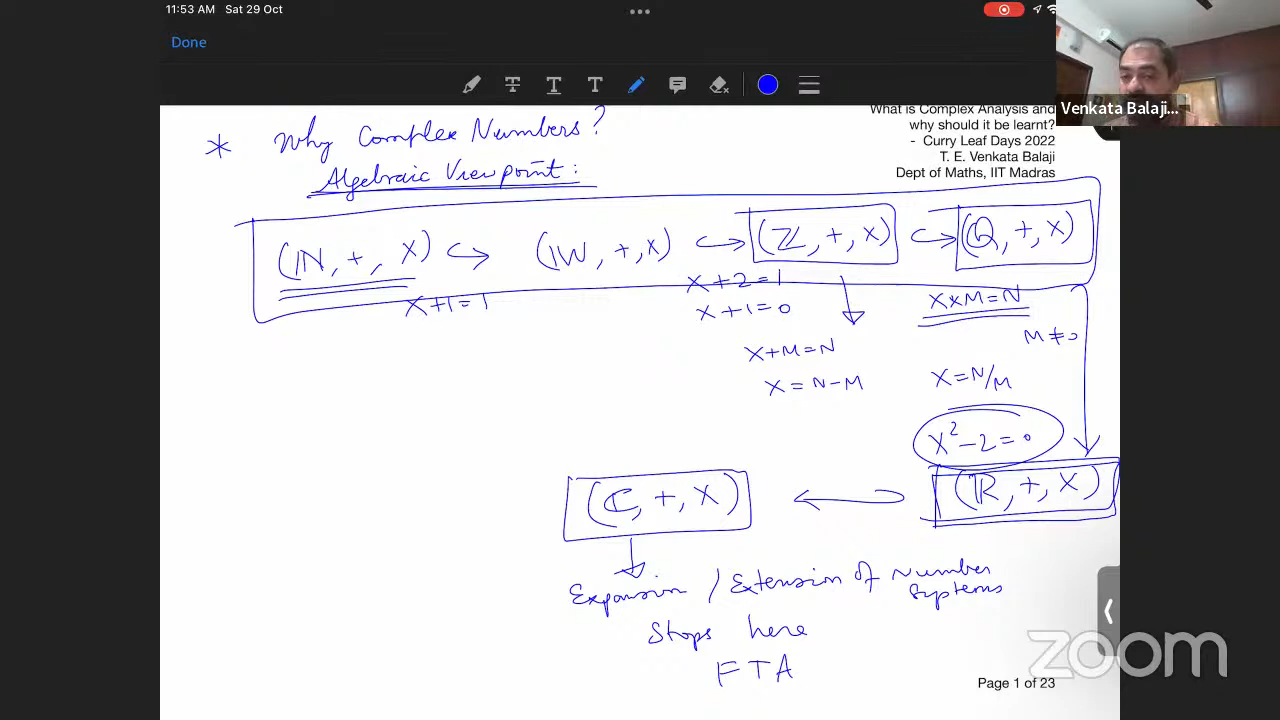 11:53 AM Sat 29 Oct
Done
Venkata Balaji...
What is Complex Analysis and
why should it be learnt?
- Curry Leaf Days 2022
T. E. Venkata Balaji
Dept of Maths, IIT Madras
* Why Complex Numbers?
Algebraic Viewpoint:
(ℕ, +, ×) ↪ (𝕎, +, ×) ↪ (ℤ, +, ×) ↪ (ℚ, +, ×)
x+1=1
x+2=1
x+1=0
x+M=N
x=N-M
x×M=N
M≠0
x=N/M
x²-2=0
(ℂ, +, ×) ↩ (ℝ, +, ×)
Expansion / Extension of Number Systems
Stops here
FTA
zoom
Page 1 of 23